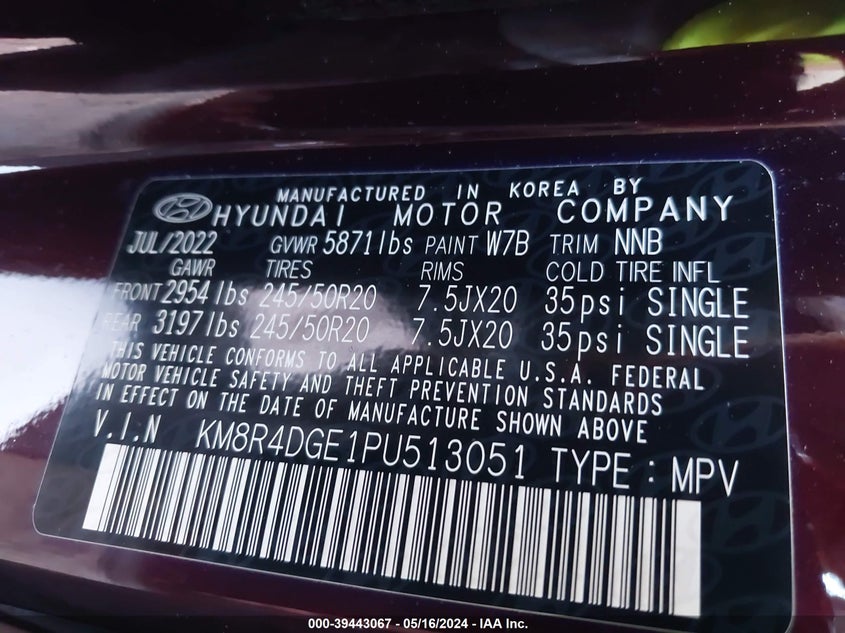 MANUFACTURED IN KOREA BY
HYUNDAI MOTOR COMPANY
JUL/2022 GVWR 5871lbs PAINT W7B TRIM NNB
GAWR TIRES RIMS COLD TIRE INFL
FRONT 2954lbs 245/50R20 7.5JX20 35psi SINGLE
REAR 3197lbs 245/50R20 7.5JX20 35psi SINGLE
THIS VEHICLE CONFORMS TO ALL APPLICABLE U.S.A. FEDERAL
MOTOR VEHICLE SAFETY AND THEFT PREVENTION STANDARDS
IN EFFECT ON THE DATE OF MANUFACTURE SHOWN ABOVE
V.I.N KM8R4DGE1PU513051 TYPE : MPV
000-39443067 - 05/16/2024 - IAA Inc.